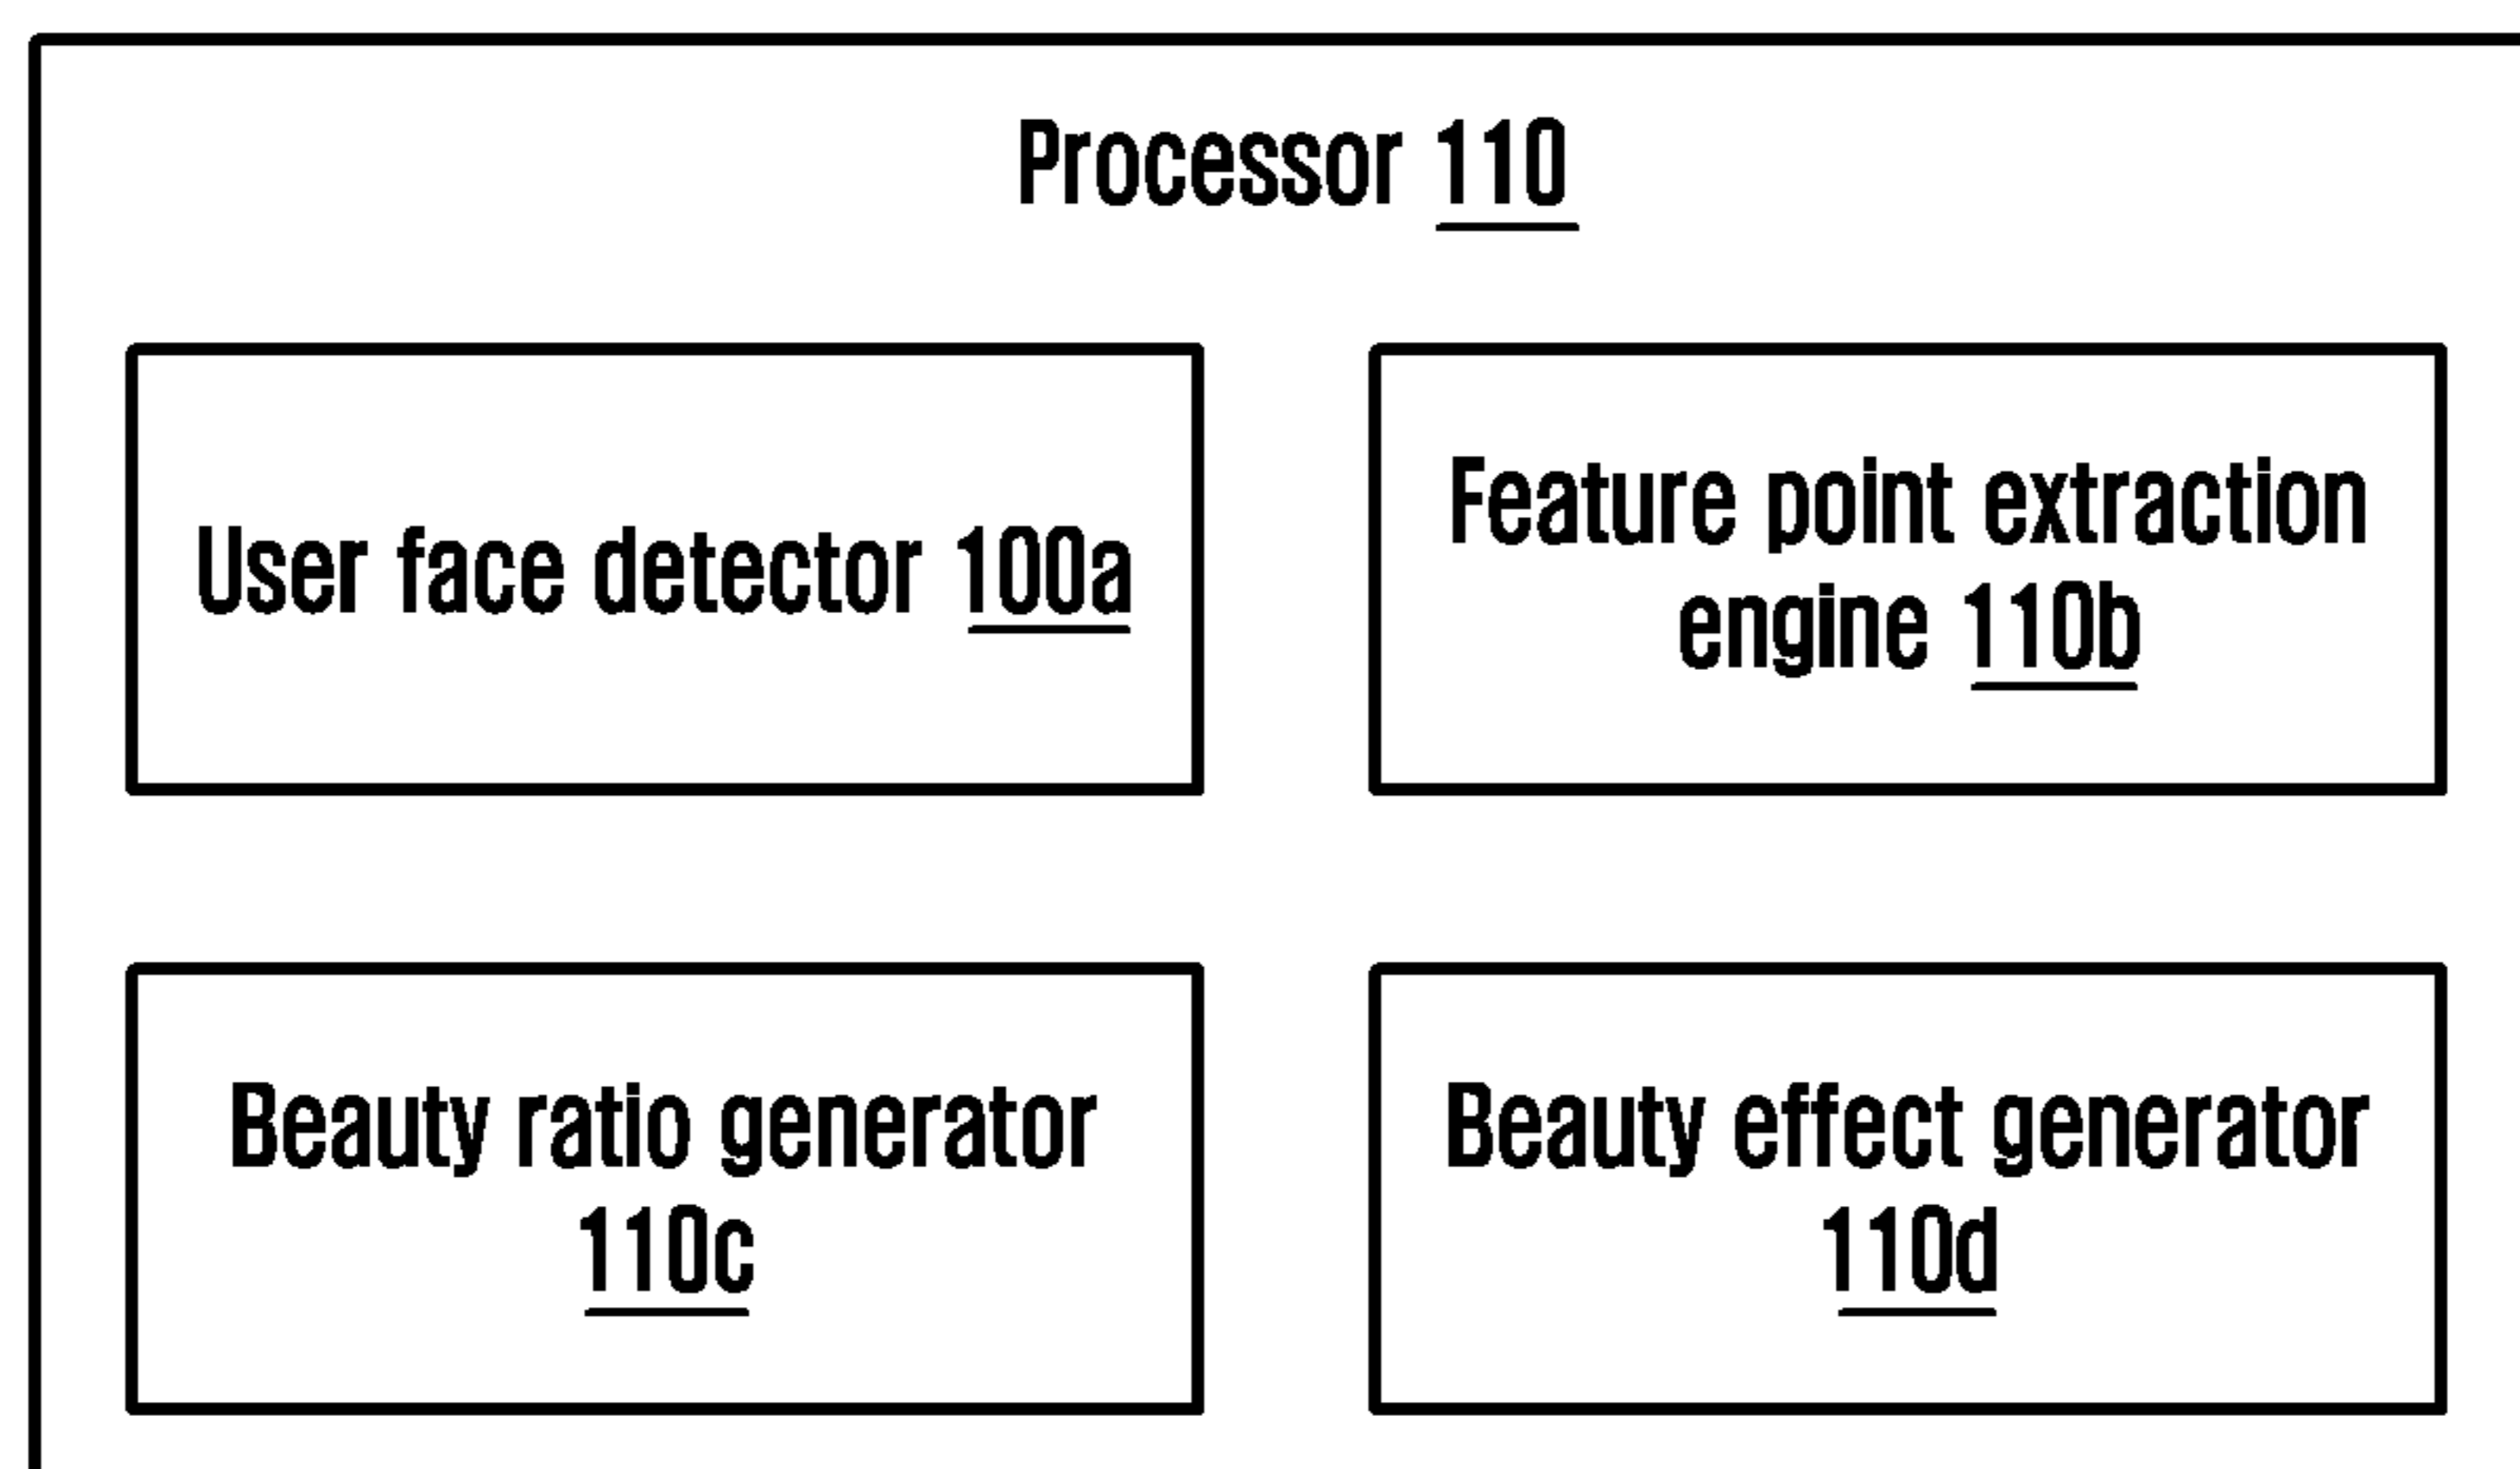 Processor 110
User face detector 100a
Feature point extraction
engine 110b
Beauty ratio generator
110c
Beauty effect generator
110d